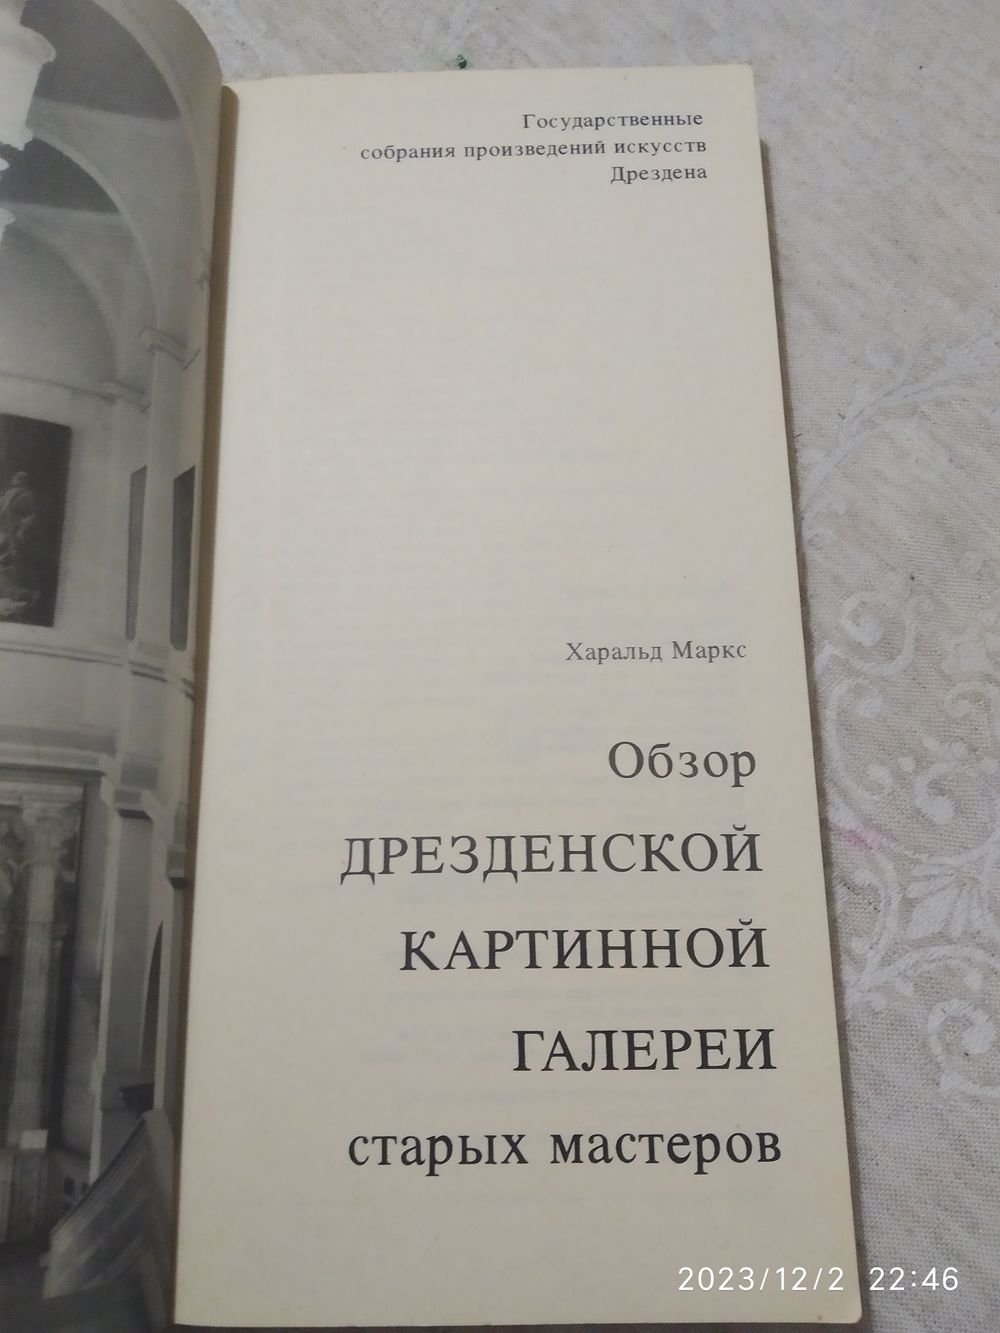 Государственные
собрания произведений искусств
Дрездена
Харальд Маркс
Обзор
ДРЕЗДЕНСКОЙ
КАРТИННОЙ
ГАЛЕРЕИ
старых мастеров
2023/12/2 22:46